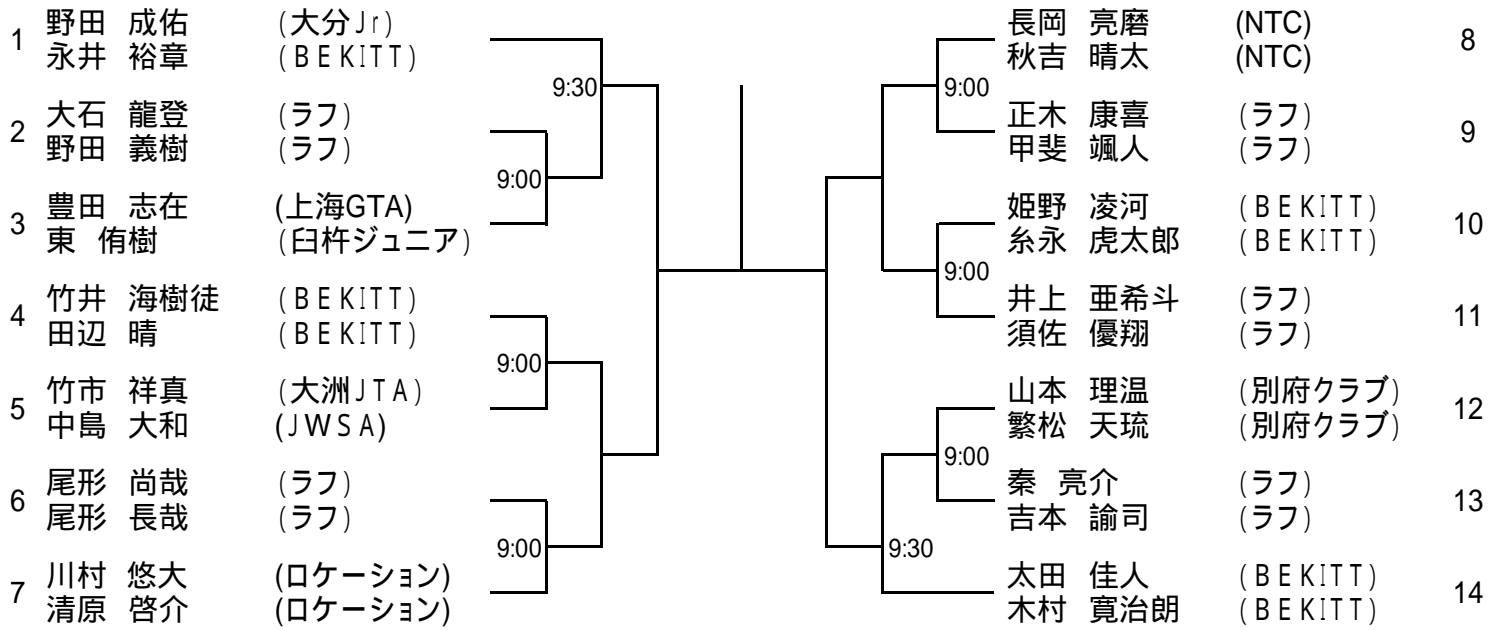 1 野田 成佑 (大分Jr)
永井 裕章 (BEKITT)
9:30
2 大石 龍登 (ラフ)
野田 義樹 (ラフ)
9:00
3 豊田 志在 (上海GTA)
東 侑樹 (臼杵ジュニア)
4 竹井 海樹徒 (BEKITT)
田辺 晴 (BEKITT)
9:00
5 竹市 祥真 (大洲JTA)
中島 大和 (JWSA)
6 尾形 尚哉 (ラフ)
尾形 長哉 (ラフ)
9:00
7 川村 悠大 (ロケーション)
清原 啓介 (ロケーション)
長岡 亮磨 (NTC) 8
秋吉 晴太 (NTC)
9:00
正木 康喜 (ラフ) 9
甲斐 颯人 (ラフ)
姫野 凌河 (BEKITT) 10
糸永 虎太郎 (BEKITT)
9:00
井上 亜希斗 (ラフ) 11
須佐 優翔 (ラフ)
山本 理温 (別府クラブ) 12
繁松 天琉 (別府クラブ)
9:00
秦 亮介 (ラフ) 13
吉本 諭司 (ラフ)
9:30
太田 佳人 (BEKITT) 14
木村 寛治朗 (BEKITT)